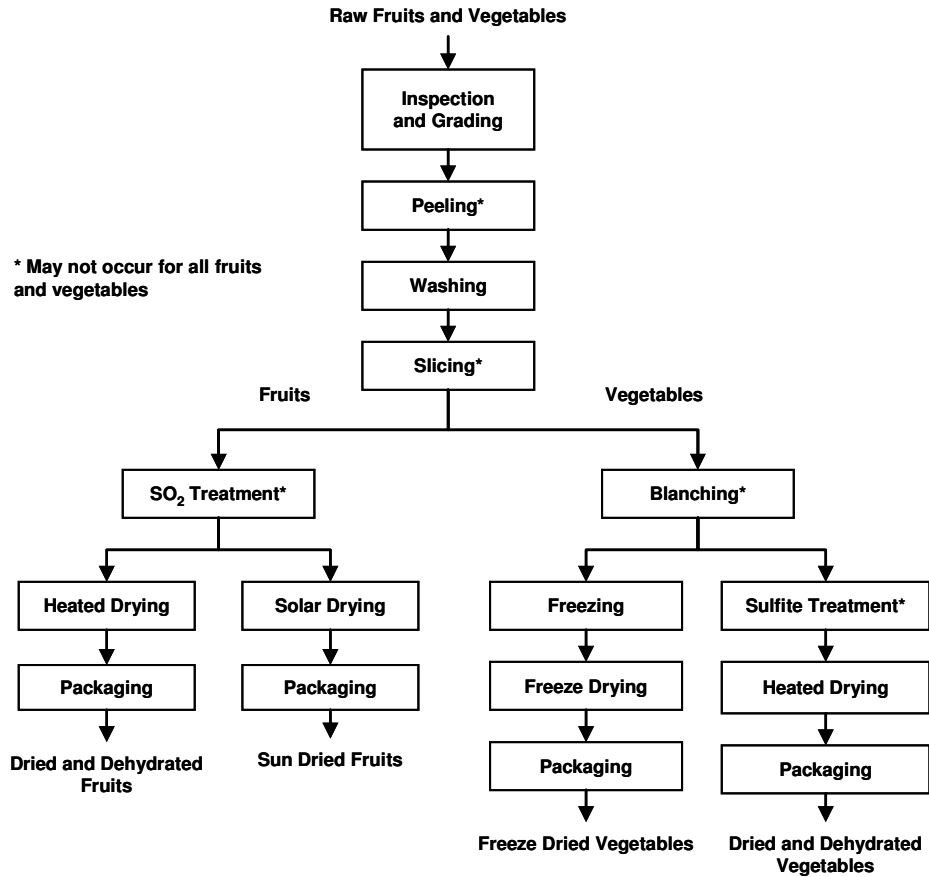 Raw Fruits and Vegetables
Inspection
and Grading
Peeling*
* May not occur for all fruits
and vegetables
Washing
Slicing*
Fruits
Vegetables
SO₂ Treatment*
Blanching*
Heated Drying
Solar Drying
Freezing
Sulfite Treatment*
Packaging
Packaging
Freeze Drying
Heated Drying
Dried and Dehydrated
Fruits
Sun Dried Fruits
Packaging
Packaging
Freeze Dried Vegetables
Dried and Dehydrated
Vegetables